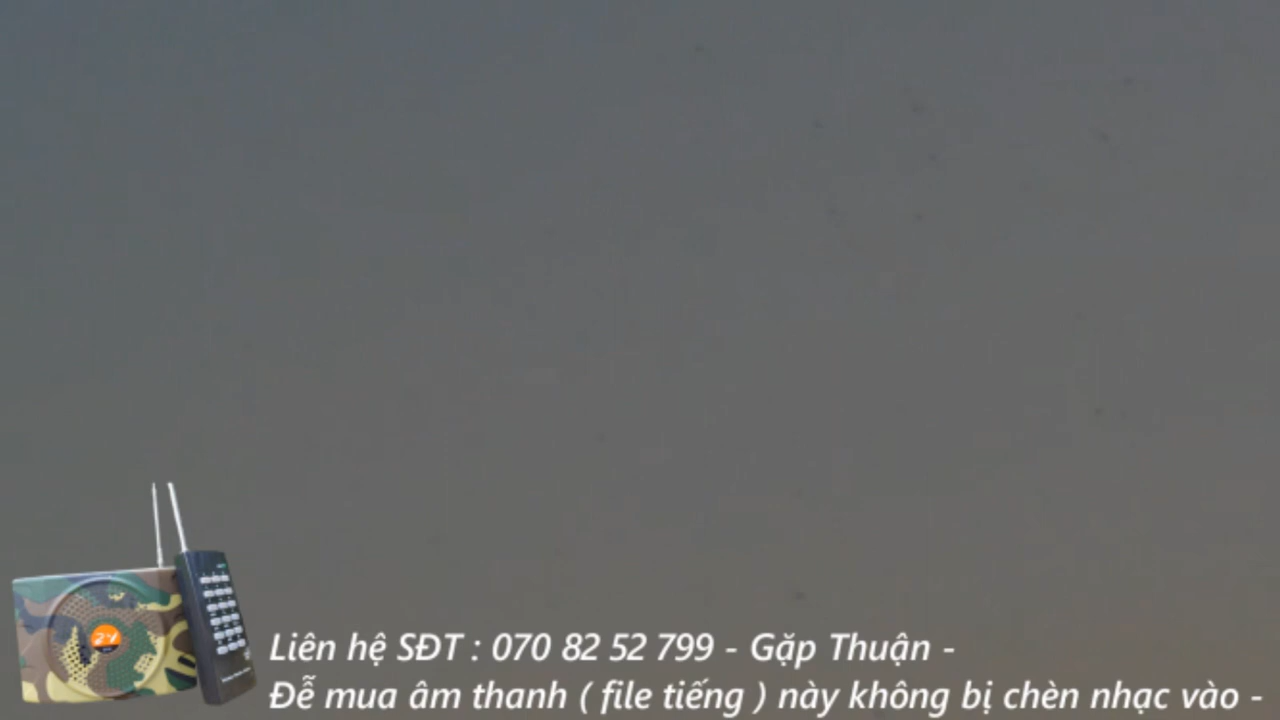 Liên hệ SĐT : 070 82 52 799 - Gặp Thuận -
Đễ mua âm thanh ( file tiếng ) này không bị chèn nhạc vào -